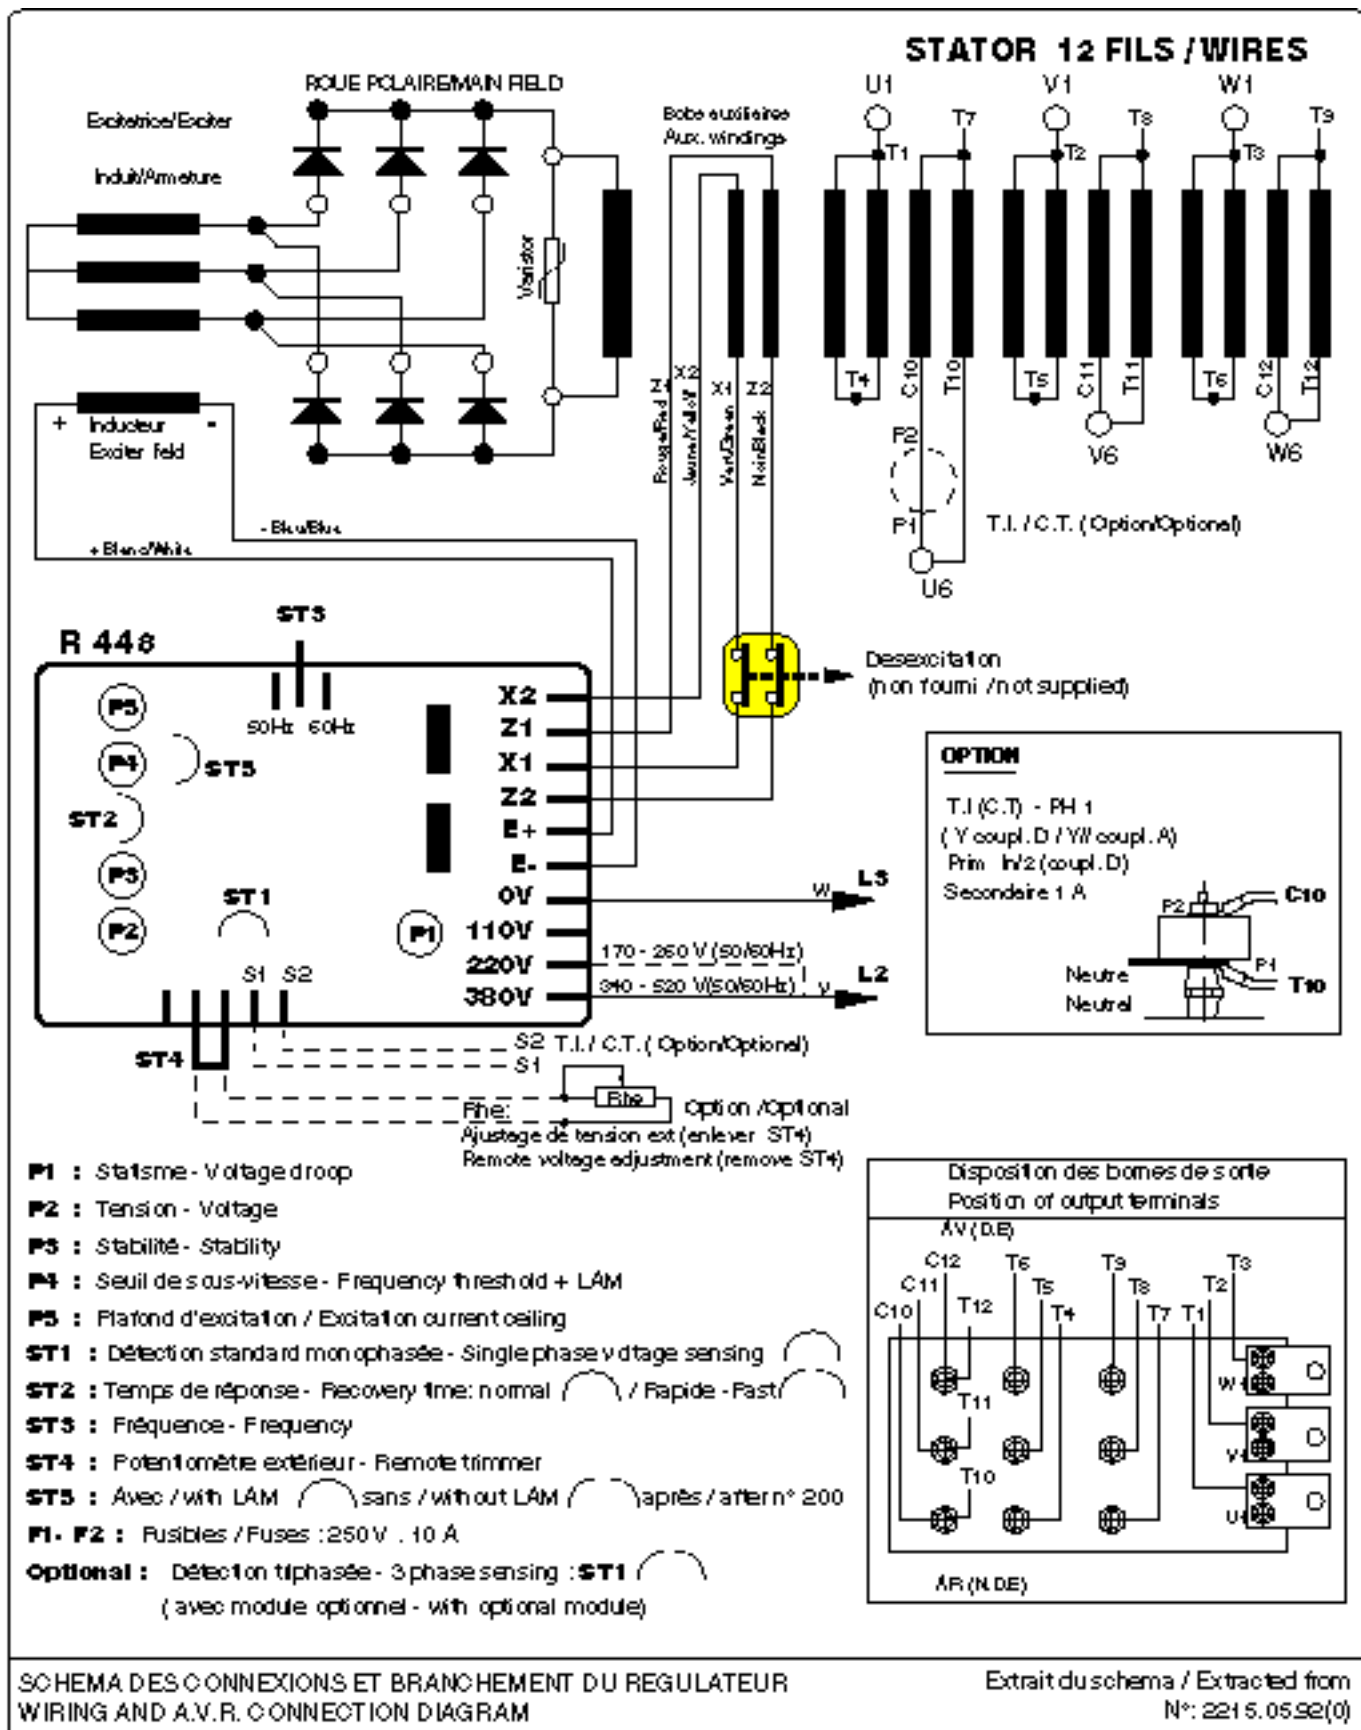 STATOR 12 FILS / WIRES
ROUE POLAIRE/MAIN FIELD
Excitatrice/Exciter
Induit/Armature
Bobs auxiliaires
Aux. windings
U1
T7
V1
T8
W1
T9
T1
T2
T3
Varistor
T4
C10
T10
T5
C11
T11
T6
C12
T12
Z1
X2
X1
Z2
Rouge/Red
Vert/Green
Noir/Black
+
-
Inducteur
Exciter field
P2
V6
W6
P1
T.I. / C.T. ( Option/Optional)
U6
- Bleu/Blue
+ Blanc/White
R 448
ST3
50Hz 60Hz
P5
P4
ST5
ST2
P3
P2
ST1
P1
S1 S2
X2
Z1
X1
Z2
E+
E-
0V
110V
220V
380V
Desexcitation
(non fourni / not supplied)
W
L3
170 - 260 V (50/60Hz)
340 - 520 V(50/60Hz)
V
L2
OPTION
T.I (C.T) - PH 1
( Y coupl. D / Y// coupl. A)
Prim In/2 (coupl. D)
Secondaire 1 A
P2
C10
Neutre
Neutral
P1
T10
ST4
S2 T.I. / C.T. ( Option/Optional)
S1
Rhe:
Rhe
Option /Optional
Ajustage de tension ext (enlever ST4)
Remote voltage adjustment (remove ST4)
P1 : Statisme - Voltage droop
P2 : Tension - Voltage
P3 : Stabilité - Stability
P4 : Seuil de sous-vitesse - Frequency threshold + LAM
P5 : Plafond d'excitation / Excitation current ceiling
ST1 : Détection standard monophasée - Single phase voltage sensing
ST2 : Temps de réponse - Recovery time: normal / Rapide - Fast
ST3 : Fréquence - Frequency
ST4 : Potentiomètre extérieur - Remote trimmer
ST5 : Avec / with LAM sans / without LAM après / after n° 200
F1- F2 : Fusibles / Fuses : 250 V . 10 A
Optional : Détection triphasée - 3 phase sensing : ST1
( avec module optionnel - with optional module)
Disposition des bornes de sortie
Position of output terminals
AV (D.E)
C12
T6
T9
T3
C11
T5
T8
T2
C10
T12
T4
T7
T1
W1
T11
V1
T10
U1
AR (N.D.E)
SCHEMA DES CONNEXIONS ET BRANCHEMENT DU REGULATEUR
WIRING AND A.V.R. CONNECTION DIAGRAM
Extrait du schema / Extracted from
N°: 2215.05.92(0)